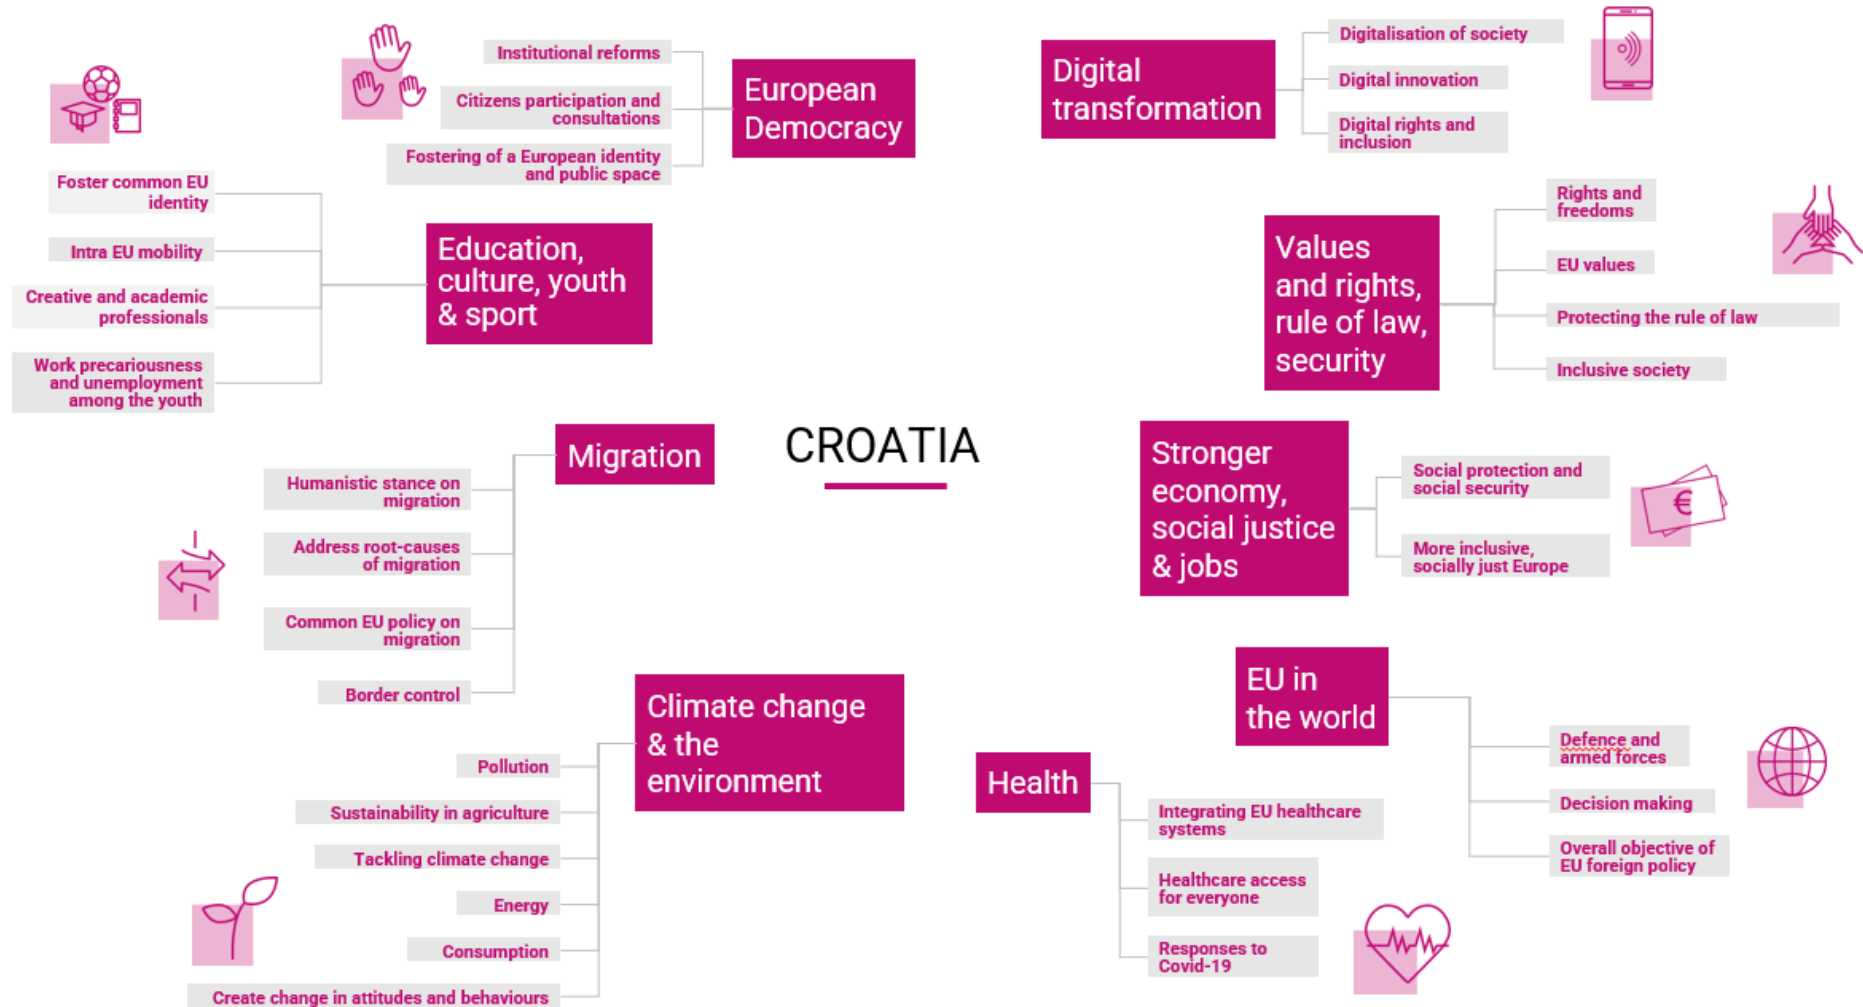 Institutional reforms
Citizens participation and
consultations
Fostering of a European identity
and public space
European
Democracy
Digital
transformation
Digitalisation of society
Digital innovation
Digital rights and
inclusion
Foster common EU
identity
Intra EU mobility
Creative and academic
professionals
Work precariousness
and unemployment
among the youth
Education,
culture, youth
& sport
Values
and rights,
rule of law,
security
Rights and
freedoms
EU values
Protecting the rule of law
Inclusive society
CROATIA
Migration
Humanistic stance on
migration
Address root-causes
of migration
Common EU policy on
migration
Border control
Stronger
economy,
social justice
& jobs
Social protection and
social security
More inclusive,
socially just Europe
€
Climate change
& the
environment
Pollution
Sustainability in agriculture
Tackling climate change
Energy
Consumption
Create change in attitudes and behaviours
Health
Integrating EU healthcare
systems
Healthcare access
for everyone
Responses to
Covid-19
EU in
the world
Defence and
armed forces
Decision making
Overall objective of
EU foreign policy